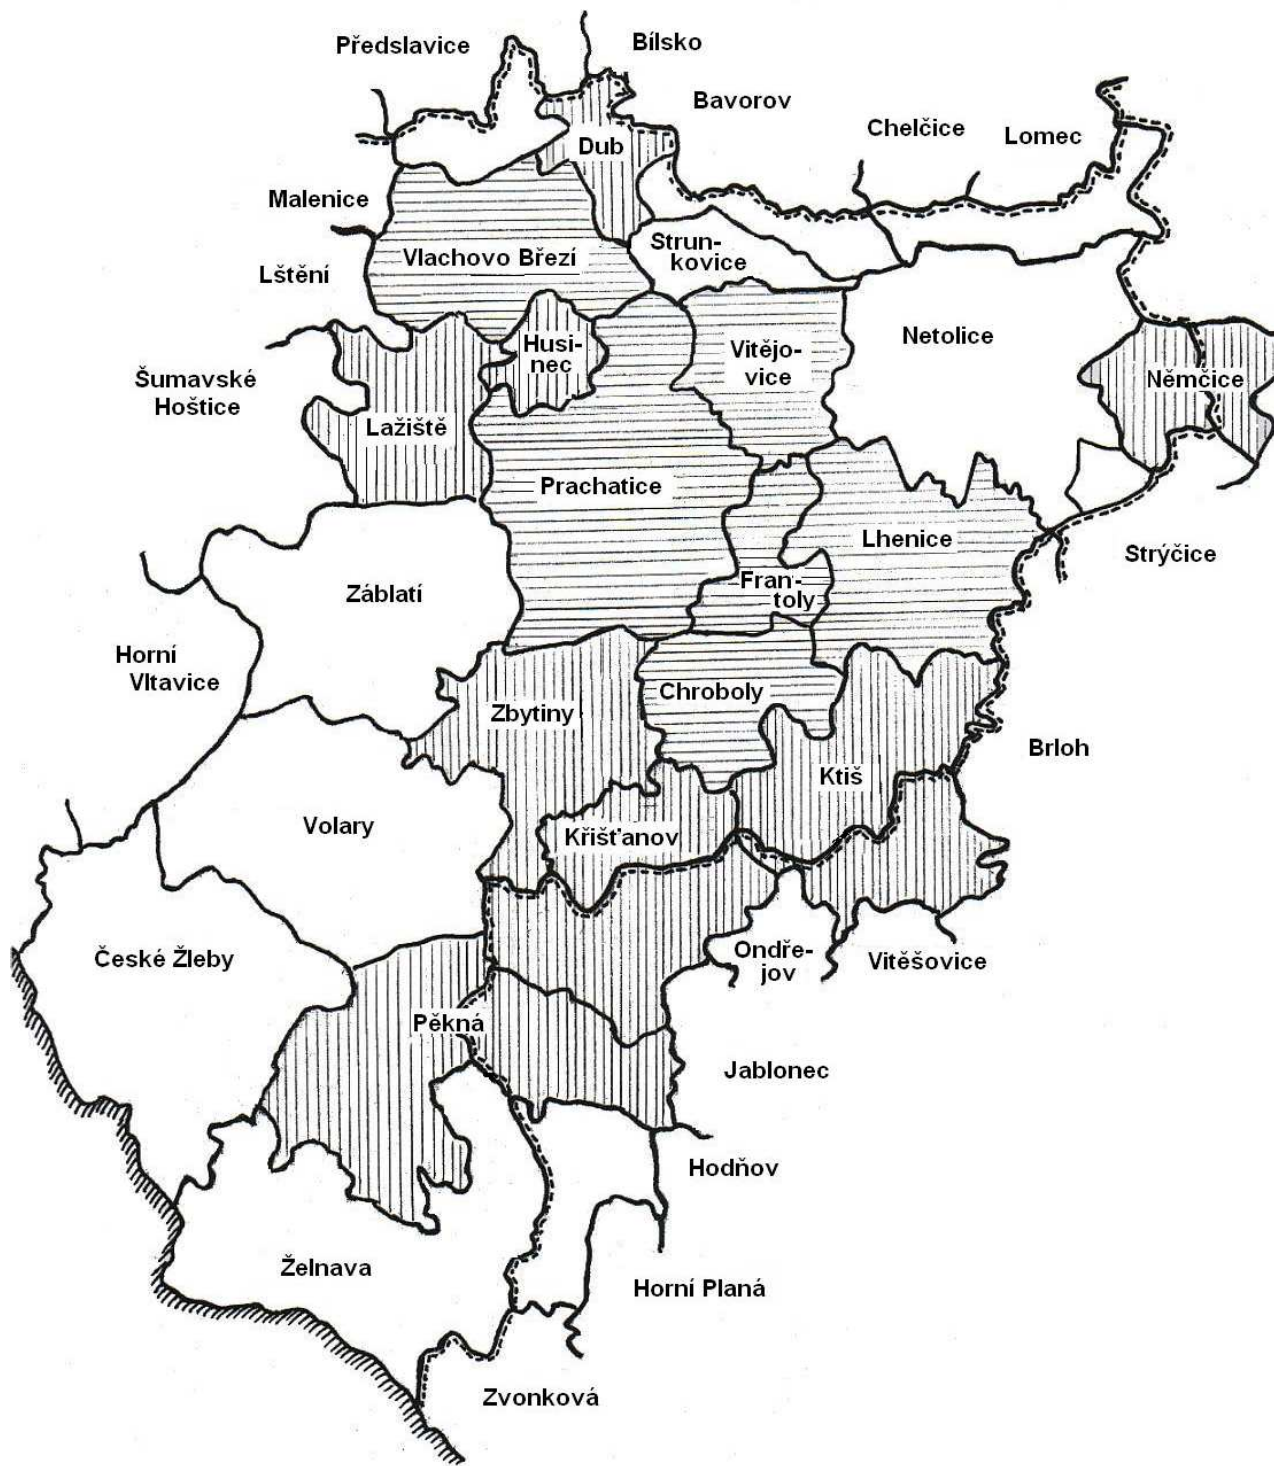 Předslavice
Bílsko
Bavorov
Chelčice
Lomec
Dub
Malenice
Strun-
kovice
Vlachovo Březí
Lštění
Netolice
Husi-
nec
Vitějo-
vice
Šumavské
Hoštice
Němčice
Lažiště
Prachatice
Lhenice
Strýčice
Záblatí
Fran-
toly
Horní
Vltavice
Chroboly
Zbytiny
Brloh
Ktiš
Volary
Křišťanov
České Žleby
Ondře-
jov
Vitěšovice
Pěkná
Jablonec
Hodňov
Želnava
Horní Planá
Zvonková